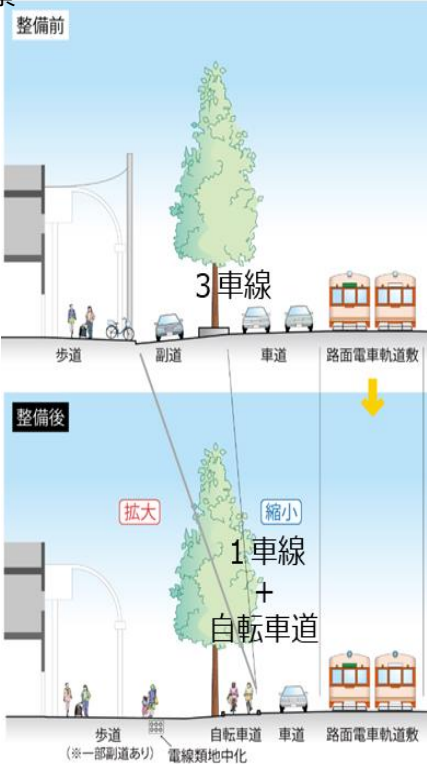 整備前
3車線
歩道
副道
車道
路面電車軌道敷
整備後
拡大
縮小
1車線
+
自転車道
歩道
(※一部副道あり)
電線類地中化
自転車道
車道
路面電車軌道敷